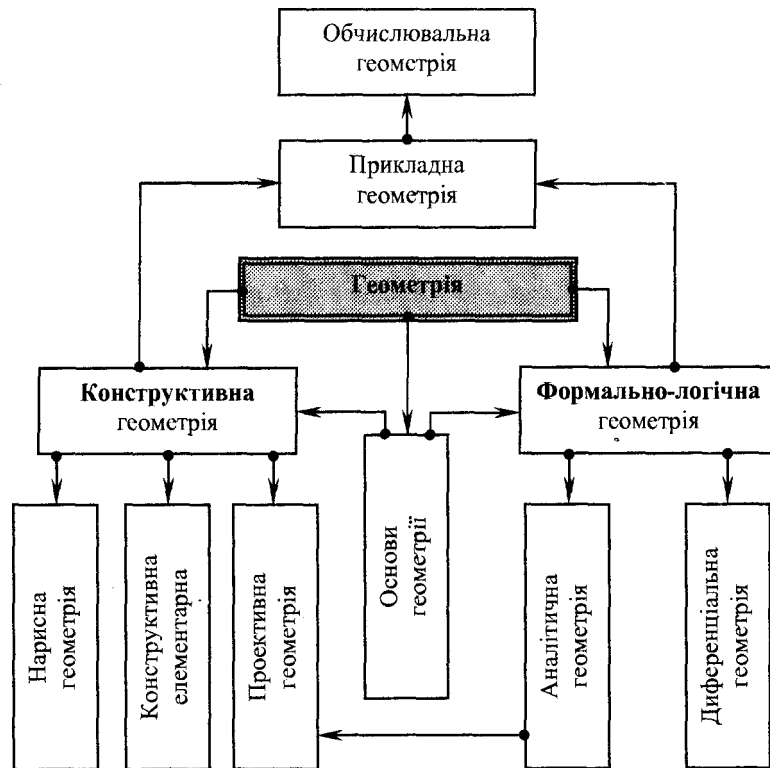 Обчислювальна
геометрія
Прикладна
геометрія
Геометрія
Конструктивна
геометрія
Формально-логічна
геометрія
Нарисна
геометрія
Конструктивна
елементарна
Проективна
геометрія
Основи
геометрії
Аналітична
геометрія
Диференціальна
геометрія